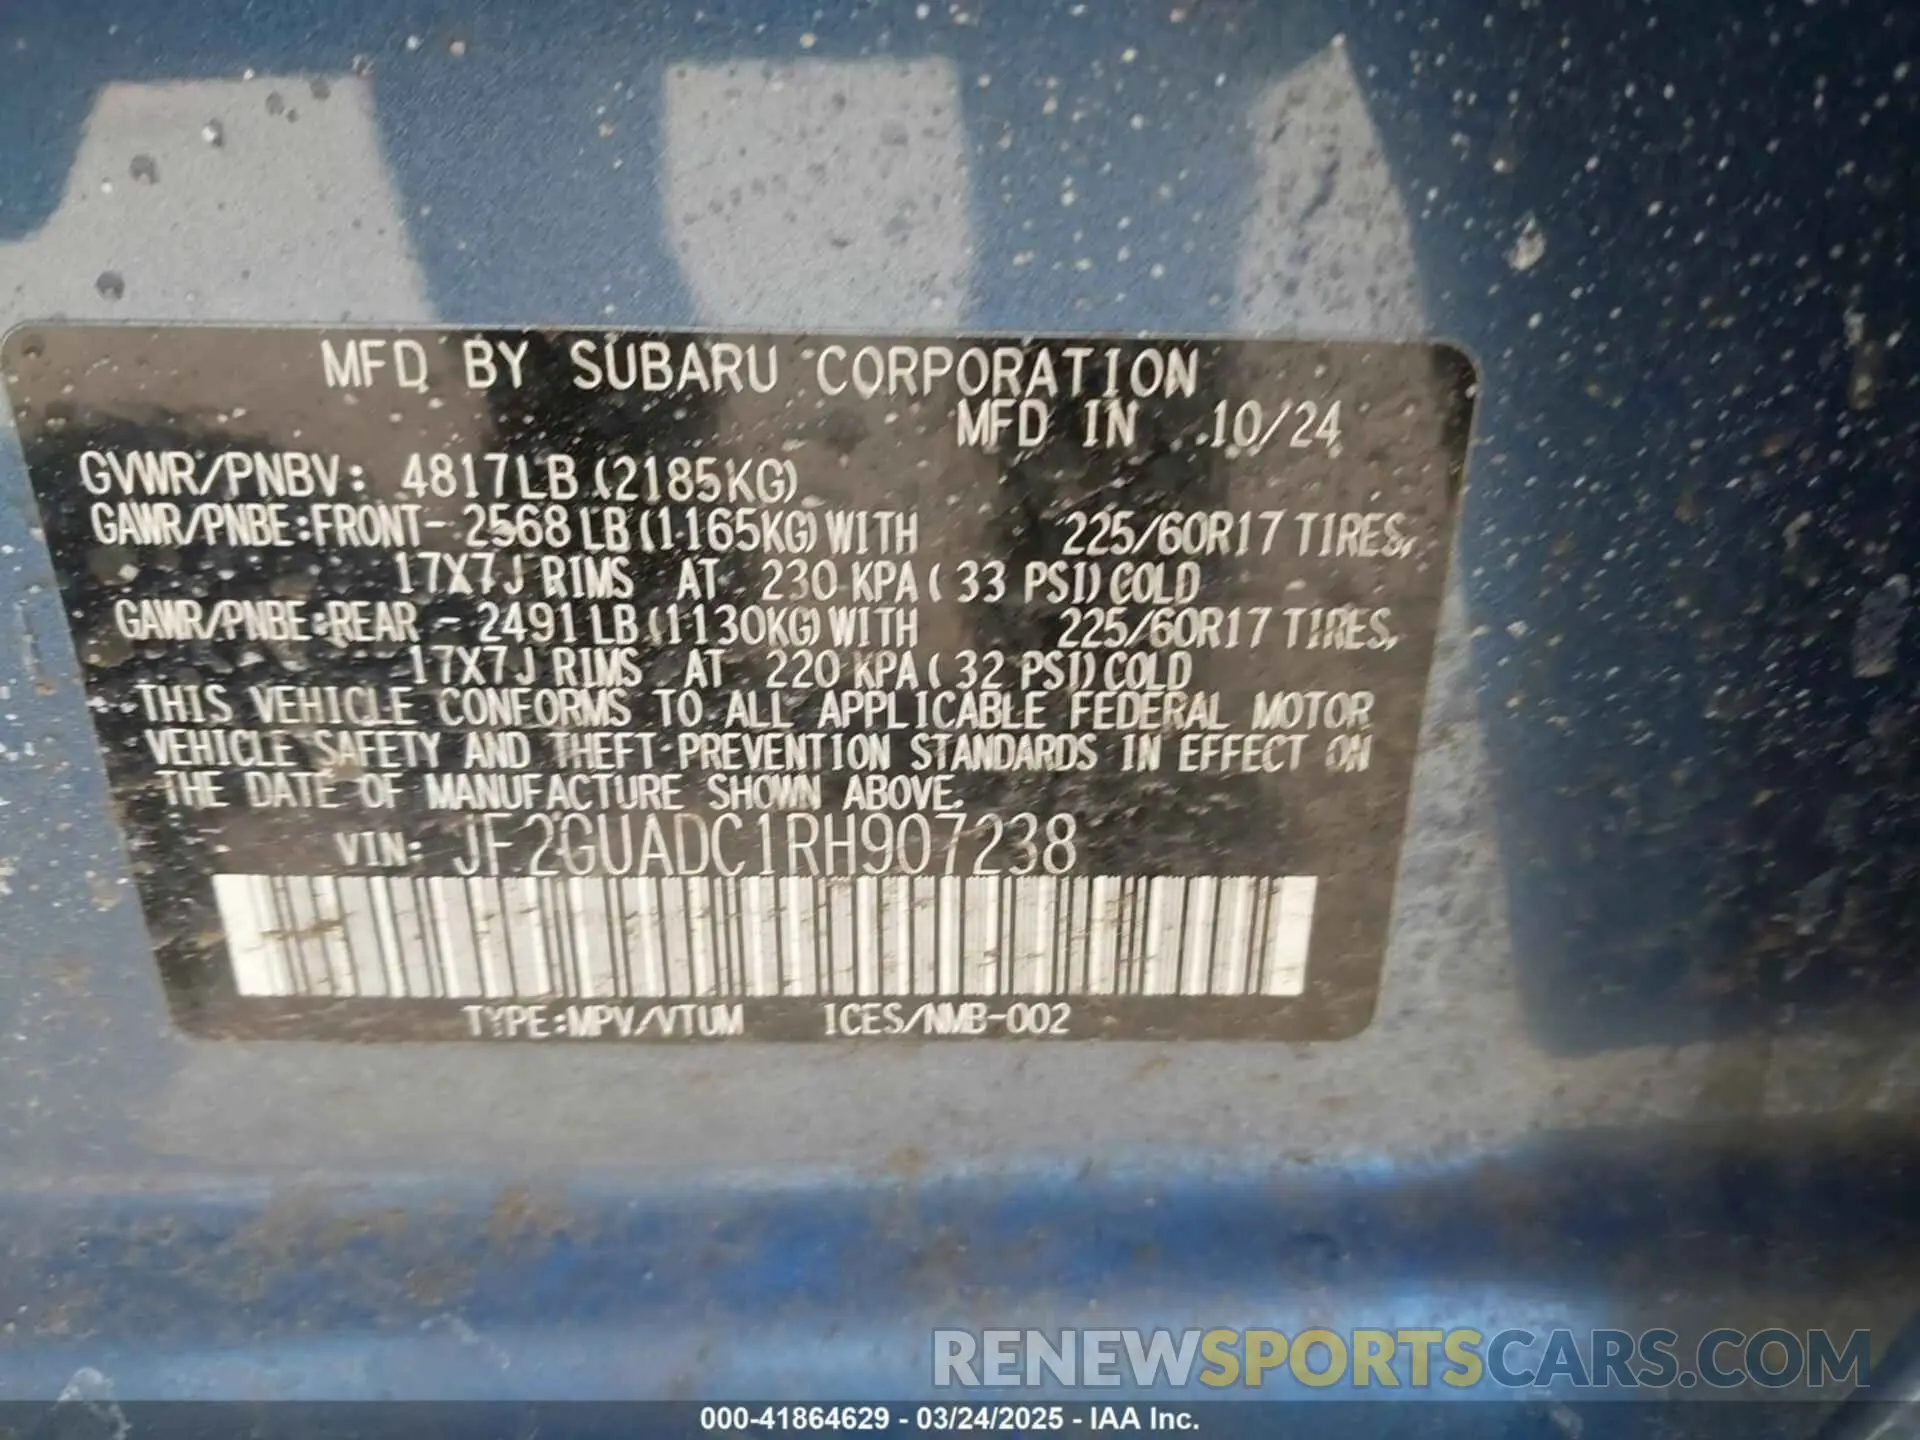 MFD BY SUBARU CORPORATION
MFD IN 10/24
GVWR/PNBV: 4817LB (2185KG)
GAWR/PNBE:FRONT- 2568 LB (1165KG) WITH 225/60R17 TIRES,
17X7J RIMS AT 230 KPA ( 33 PSI) COLD
GAWR/PNBE:REAR - 2491 LB (1130KG) WITH 225/60R17 TIRES,
17X7J RIMS AT 220 KPA ( 32 PSI) COLD
THIS VEHICLE CONFORMS TO ALL APPLICABLE FEDERAL MOTOR
VEHICLE SAFETY AND THEFT PREVENTION STANDARDS IN EFFECT ON
THE DATE OF MANUFACTURE SHOWN ABOVE.
VIN: JF2GUADC1RH907238
TYPE:MPV/VTUM ICES/NMB-002
RENEWSPORTSCARS.COM
000-41864629 - 03/24/2025 - IAA Inc.